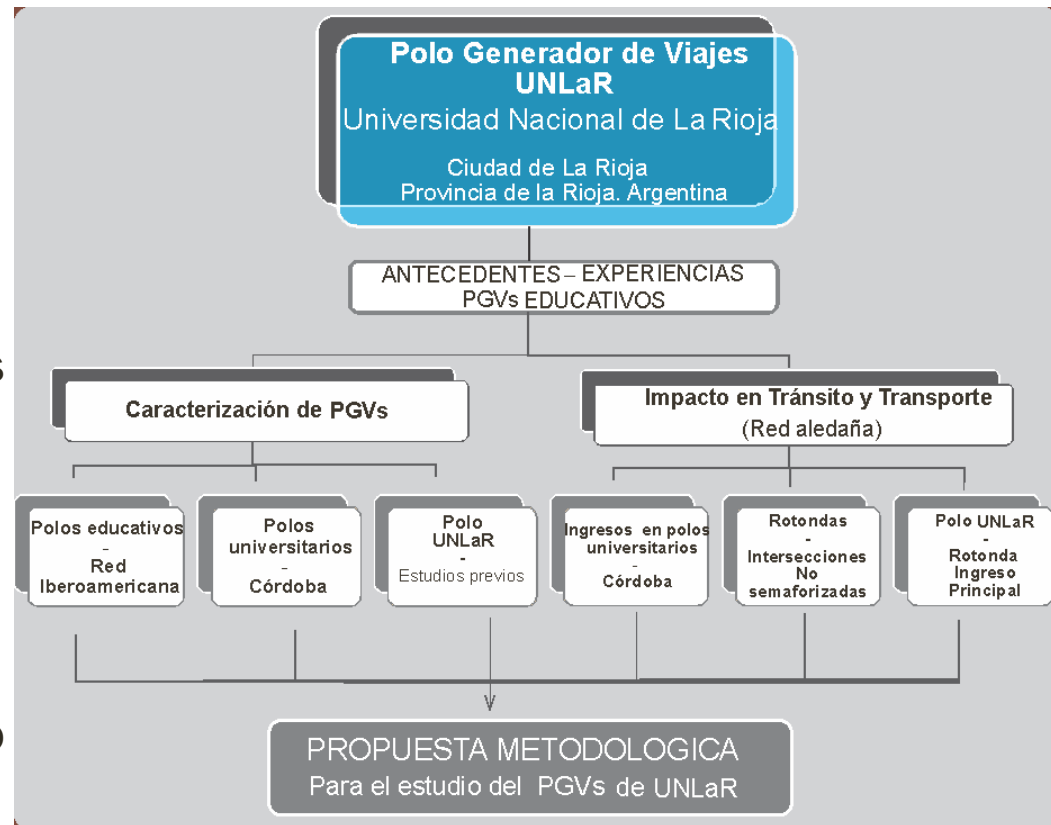 Polo Generador de Viajes
UNLaR
Universidad Nacional de La Rioja
Ciudad de La Rioja
Provincia de la Rioja. Argentina
ANTECEDENTES – EXPERIENCIAS
PGVs EDUCATIVOS
Caracterización de PGVs
Impacto en Tránsito y Transporte
(Red aledaña)
Polos educativos
-
Red
Iberoamericana
Polos
universitarios
-
Córdoba
Polo
UNLaR
-
Estudios previos
Ingresos en polos
universitarios
-
Córdoba
Rotondas
-
Intersecciones
No
semaforizadas
Polo UNLaR
-
Rotonda
Ingreso
Principal
PROPUESTA METODOLOGICA
Para el estudio del PGVs de UNLaR